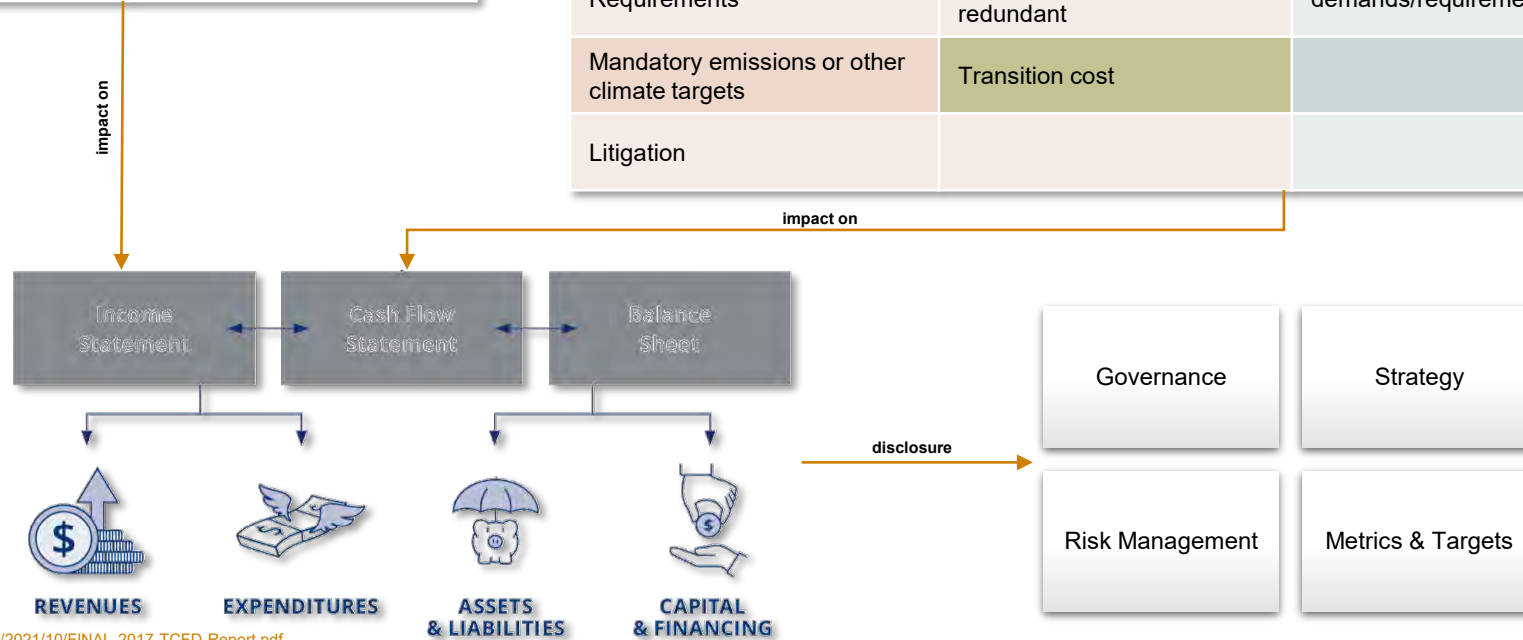 Requirements
redundant
demands/requireme
Mandatory emissions or other
climate targets
Transition cost
Litigation
impact on
impact on
Income
Statement
Cash Flow
Statement
Balance
Sheet
Governance
Strategy
disclosure
Risk Management
Metrics & Targets
$
$
$
REVENUES
EXPENDITURES
ASSETS
& LIABILITIES
CAPITAL
& FINANCING
/2021/10/FINAL-2017-TCFD-Report.pdf